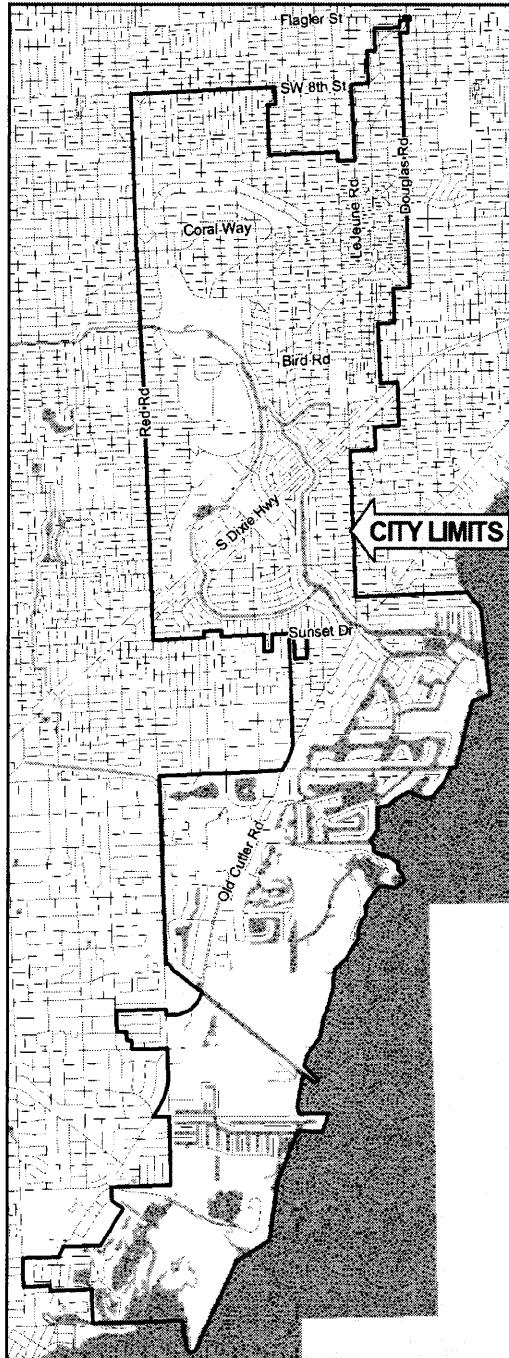 Flagler St
SW 8th St
Douglas Rd
LeJeune Rd
Coral Way
Bird Rd
Red Rd
S Dixie Hwy
CITY LIMITS
Sunset Dr
Old Cutler Rd